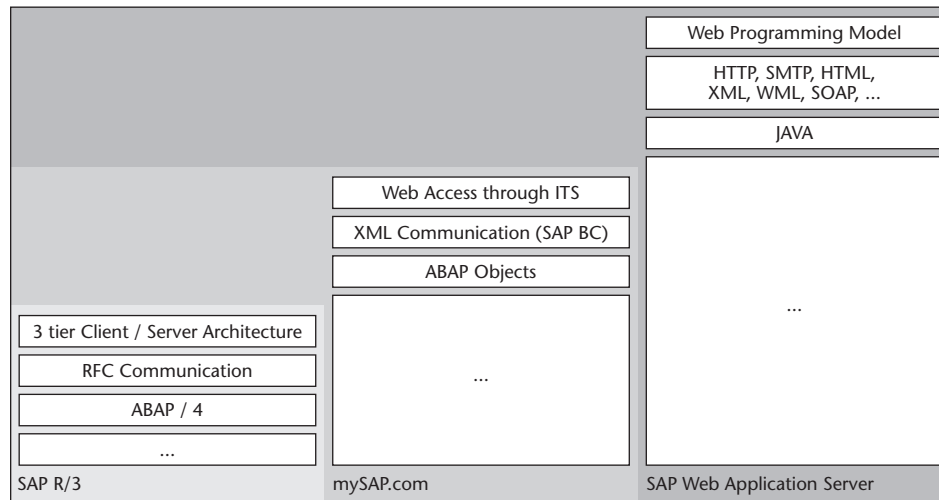 Web Programming Model
HTTP, SMTP, HTML,
XML, WML, SOAP, ...
JAVA
...
SAP Web Application Server
Web Access through ITS
XML Communication (SAP BC)
ABAP Objects
...
mySAP.com
3 tier Client / Server Architecture
RFC Communication
ABAP / 4
...
SAP R/3